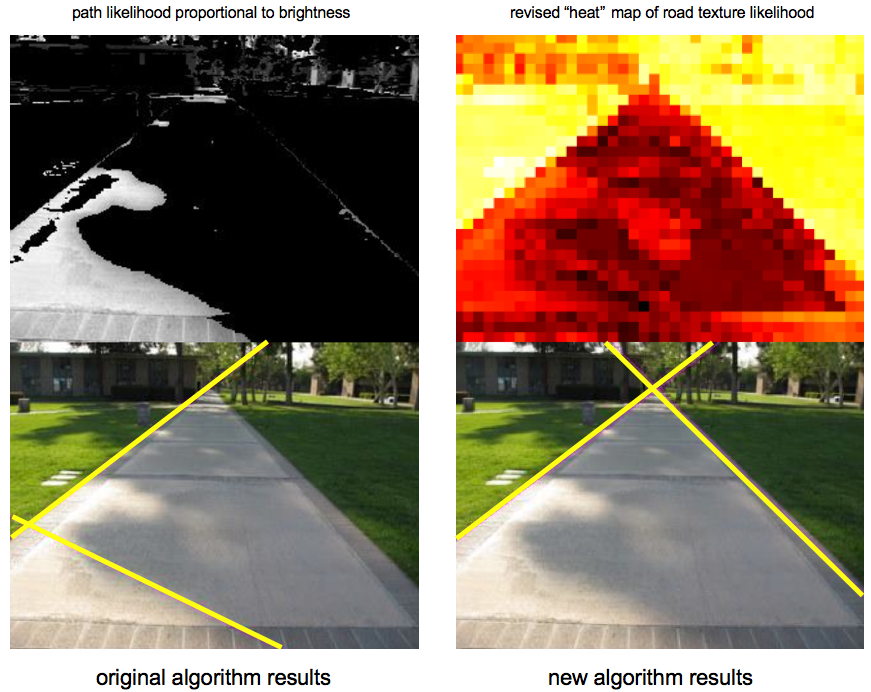 path likelihood proportional to brightness
revised “heat” map of road texture likelihood
original algorithm results
new algorithm results